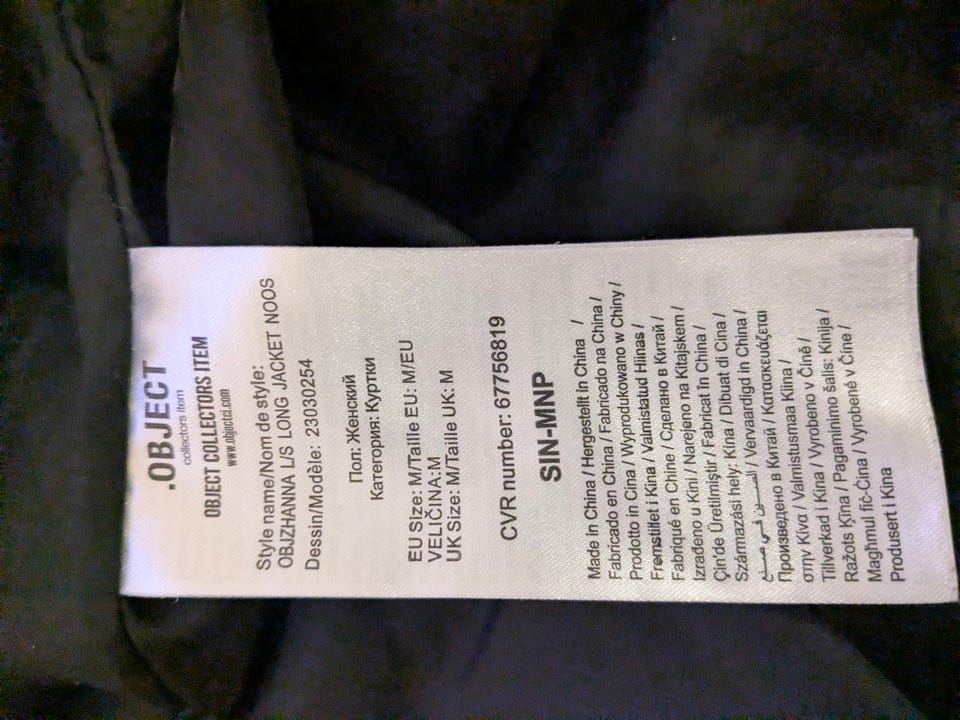 .OBJECT
collectors item
OBJECT COLLECTORS ITEM
www.objectci.com
Style name/Nom de style:
OBJZHANNA L/S LONG JACKET NOOS
Dessin/Modèle: 23030254
Пол: Женский
Категория: Куртки
EU Size: M/Taille EU: M/EU
VELIČINA:M
UK Size: M/Taille UK: M
CVR number: 67756819
SIN-MNP
Made in China / Hergestellt in China /
Fabricado en China / Fabricado na China /
Prodotto in Cina / Wyprodukowano w Chiny /
Fremstillet i Kina / Valmistatud Hiinas /
Fabriqué en Chine / Сделано в Китай /
Izrađeno u Kini / Narejeno na Kitajskem /
Çin'de Üretilmiştir / Fabricat în China /
Származási hely: Kína / Dibuat di Cina /
صنع في الصين / Vervaardigd in China /
Произведено в Китай / Κατασκευάζεται
στην Κίνα / Valmistusmaa Kiina /
Tillverkad i Kina / Vyrobeno v Číně /
Ražots Ķīna / Pagaminimo šalis: Kinija /
Magħmul fiċ-Ċina / Vyrobené v Číne /
Produsert i Kina